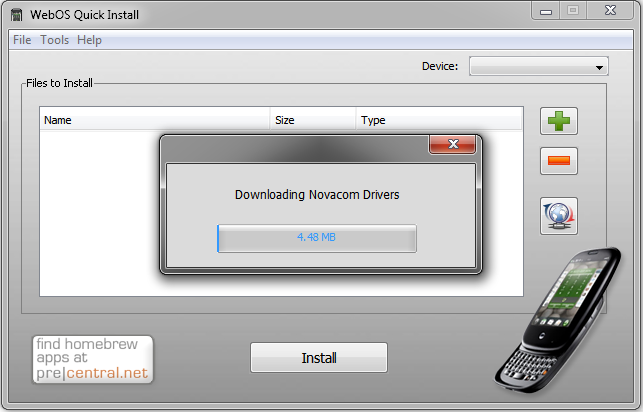 WebOS Quick Install
File Tools Help
Device:
Files to Install
Name Size Type
Downloading Novacom Drivers
4.48 MB
find homebrew
apps at
pre|central.net
Install